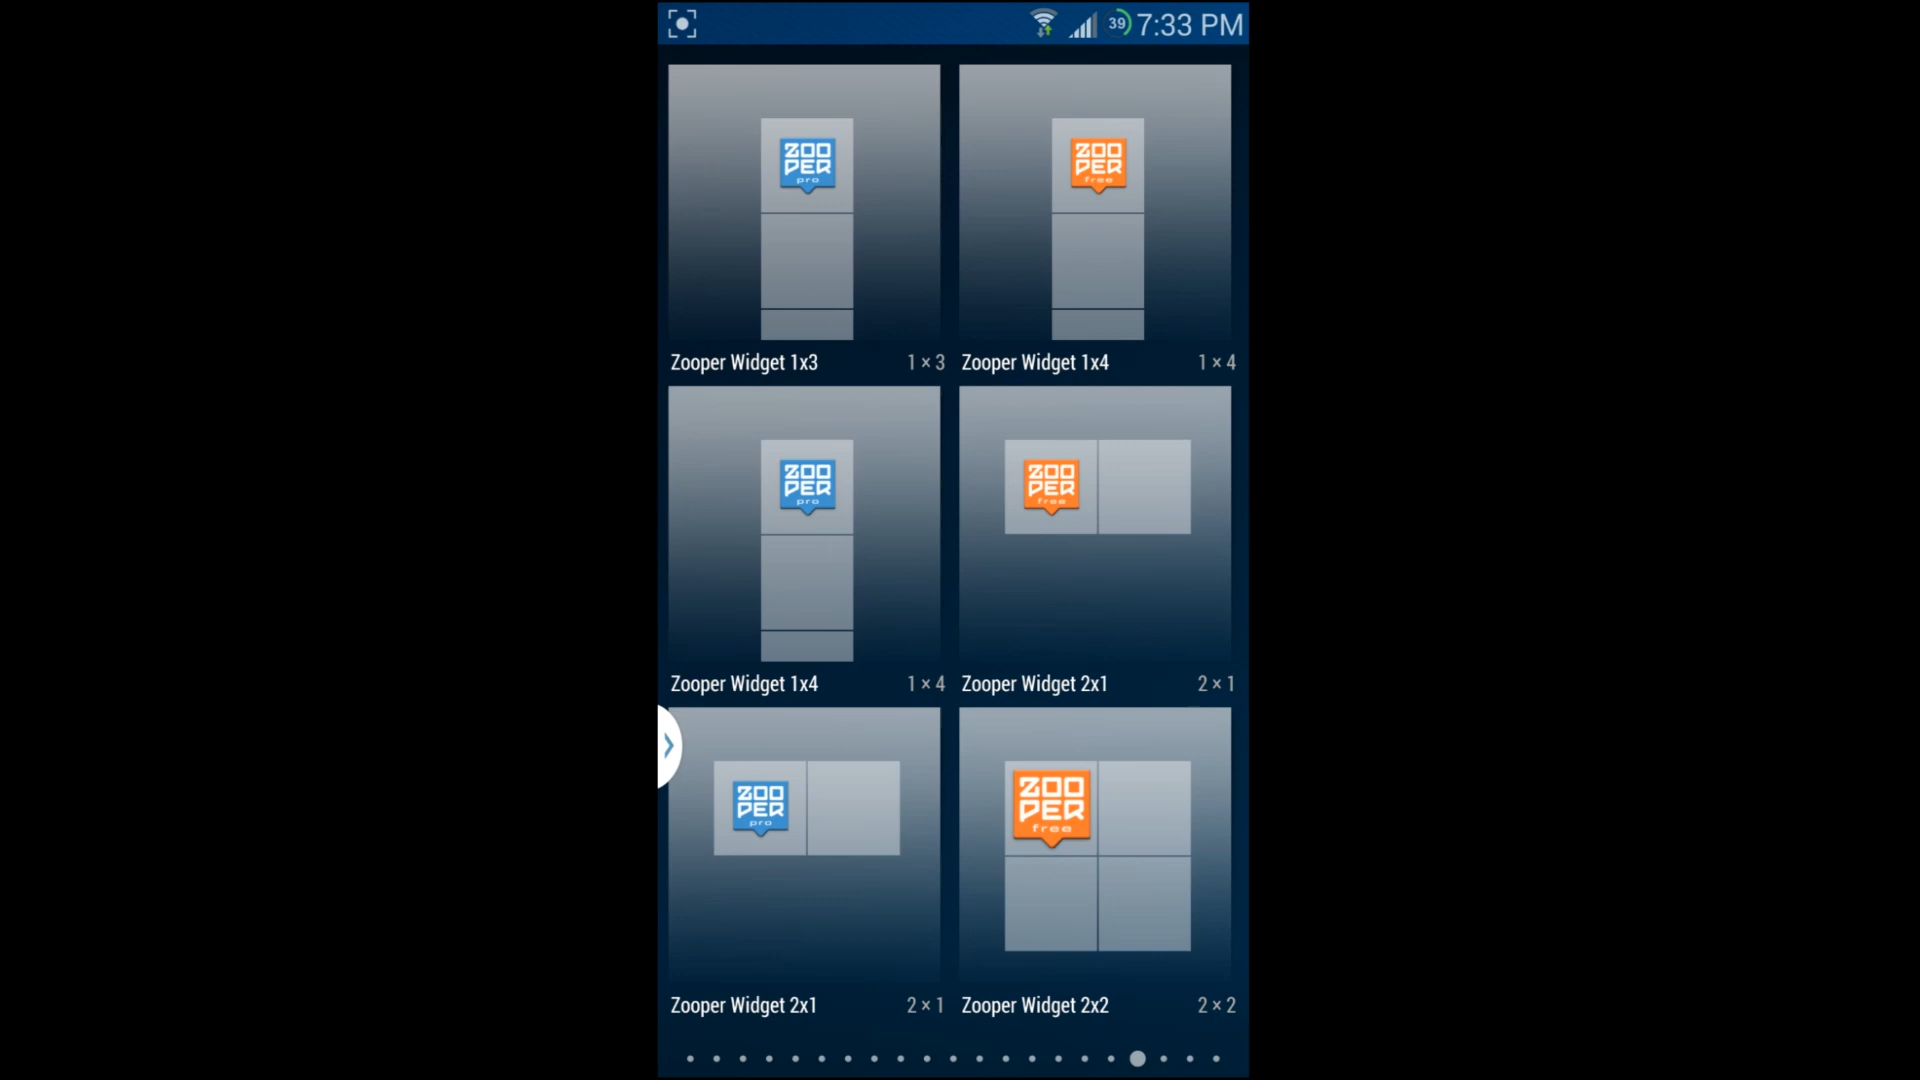 39 7:33 PM
ZOO
PER
pro
ZOO
PER
free
Zooper Widget 1x3 1 × 3
Zooper Widget 1x4 1 × 4
ZOO
PER
pro
ZOO
PER
free
Zooper Widget 1x4 1 × 4
Zooper Widget 2x1 2 × 1
ZOO
PER
pro
ZOO
PER
free
Zooper Widget 2x1 2 × 1
Zooper Widget 2x2 2 × 2